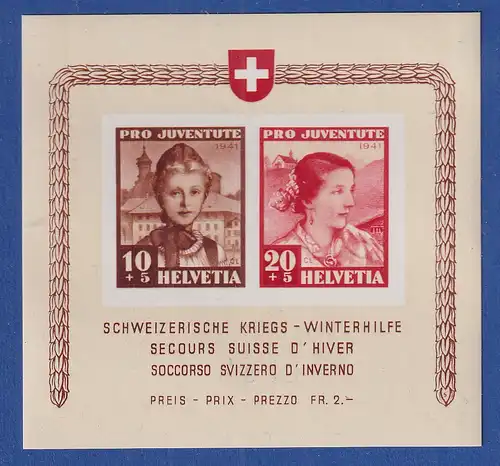 PRO JUVENTUTE
1941
10
+ 5
HELVETIA
PRO JUVENTUTE
1941
20
+ 5
HELVETIA
SCHWEIZERISCHE KRIEGS - WINTERHILFE
SECOURS SUISSE D' HIVER
SOCCORSO SVIZZERO D'INVERNO
PREIS - PRIX - PREZZO FR. 2.–